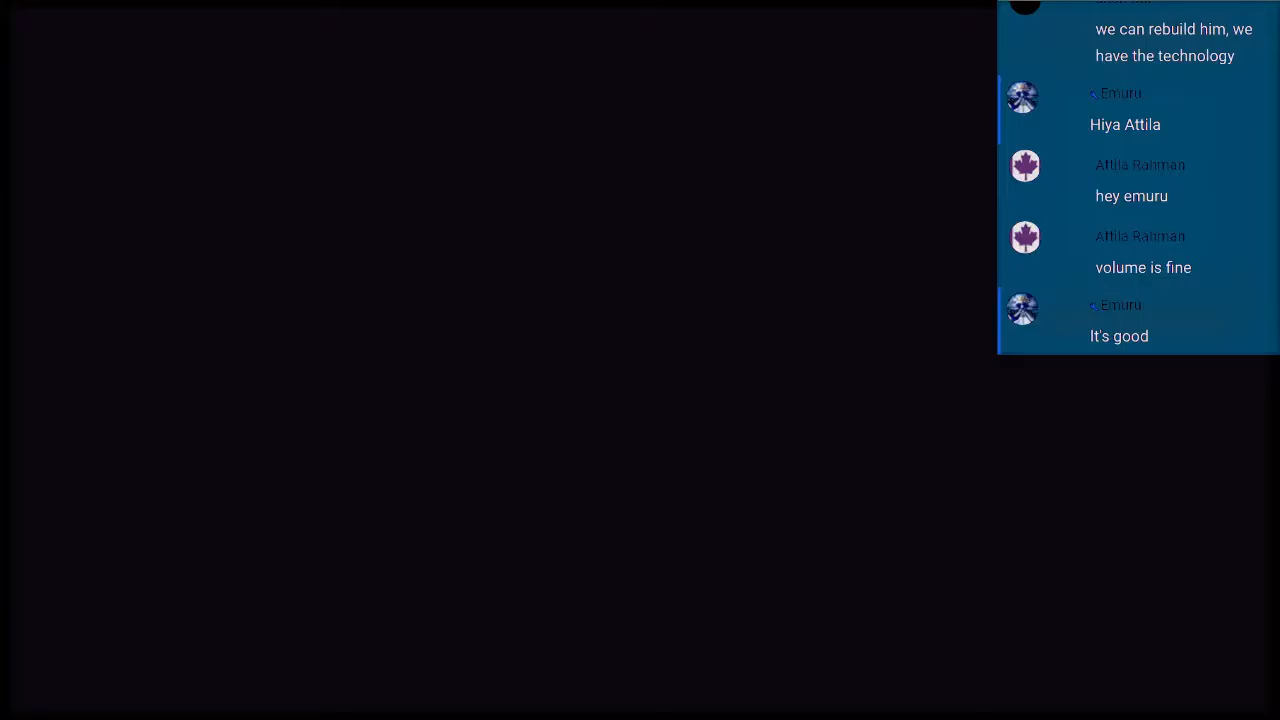 we can rebuild him, we
have the technology
Emuru
Hiya Attila
Attila Rahman
hey emuru
Attila Rahman
volume is fine
Emuru
It's good